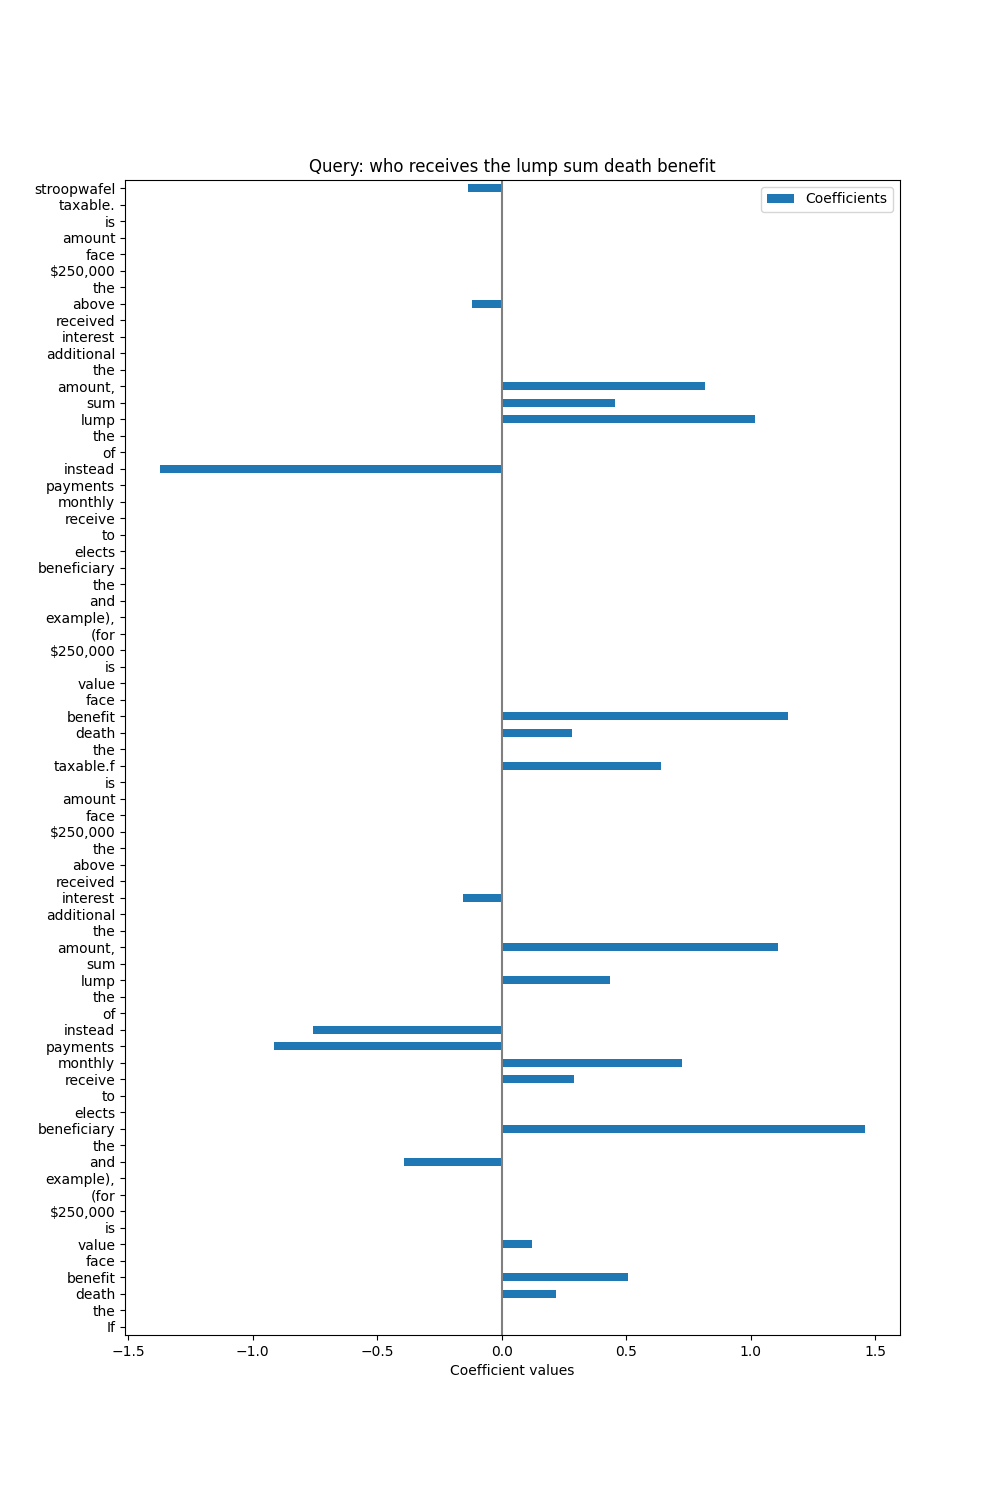 Query: who receives the lump sum death benefit
Coefficients
stroopwafel
taxable.
is
amount
face
$250,000
the
above
received
interest
additional
the
amount,
sum
lump
the
of
instead
payments
monthly
receive
to
elects
beneficiary
the
and
example),
(for
$250,000
is
value
face
benefit
death
the
taxable.f
is
amount
face
$250,000
the
above
received
interest
additional
the
amount,
sum
lump
the
of
instead
payments
monthly
receive
to
elects
beneficiary
the
and
example),
(for
$250,000
is
value
face
benefit
death
the
If
−1.5 −1.0 −0.5 0.0 0.5 1.0 1.5
Coefficient values